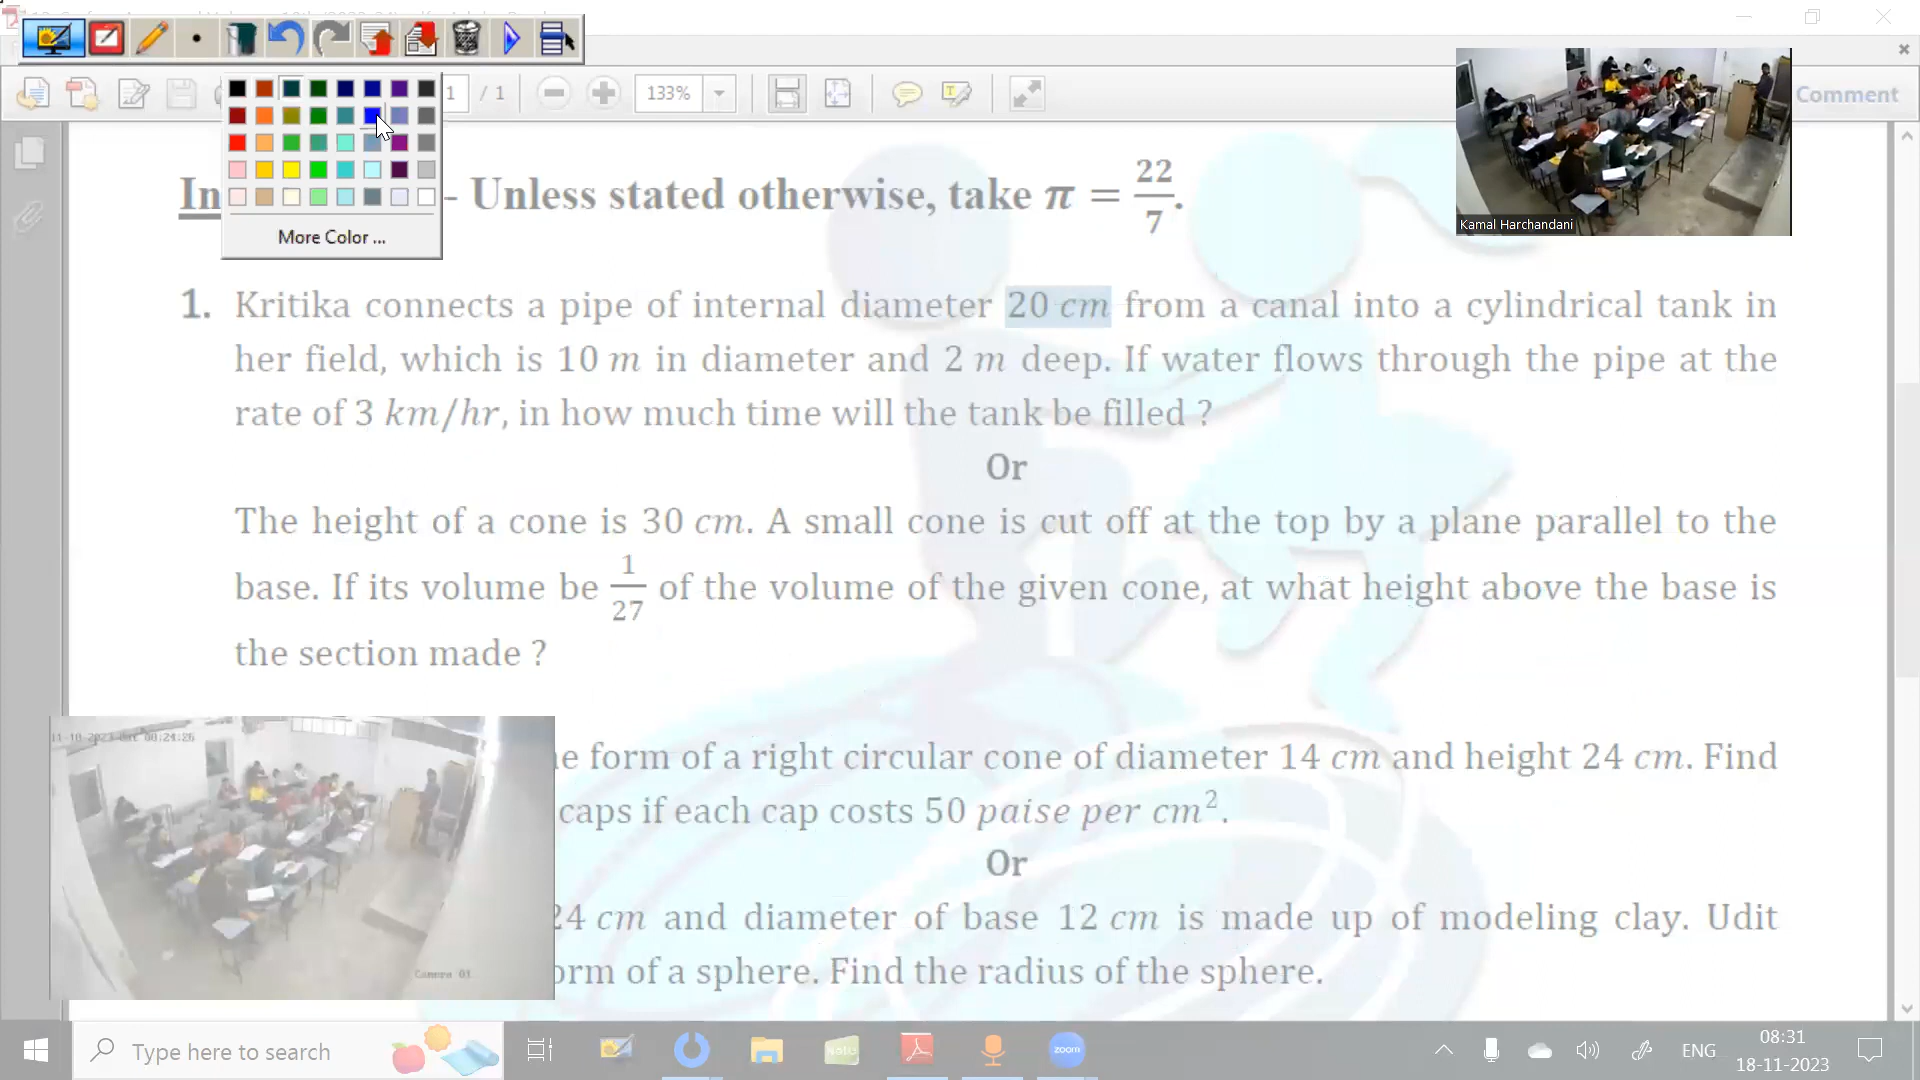 1 / 1
133%
Comment
More Color ...
Kamal Harchandani
In
– Unless stated otherwise, take π = 22/7.
1. Kritika connects a pipe of internal diameter 20 cm from a canal into a cylindrical tank in
her field, which is 10 m in diameter and 2 m deep. If water flows through the pipe at the
rate of 3 km/hr, in how much time will the tank be filled ?
Or
The height of a cone is 30 cm. A small cone is cut off at the top by a plane parallel to the
base. If its volume be 1/27 of the volume of the given cone, at what height above the base is
the section made ?
form of a right circular cone of diameter 14 cm and height 24 cm. Find
caps if each cap costs 50 paise per cm².
Or
24 cm and diameter of base 12 cm is made up of modeling clay. Udit
of a sphere. Find the radius of the sphere.
Camera 01
Type here to search
zoom
ENG
08:31
18-11-2023